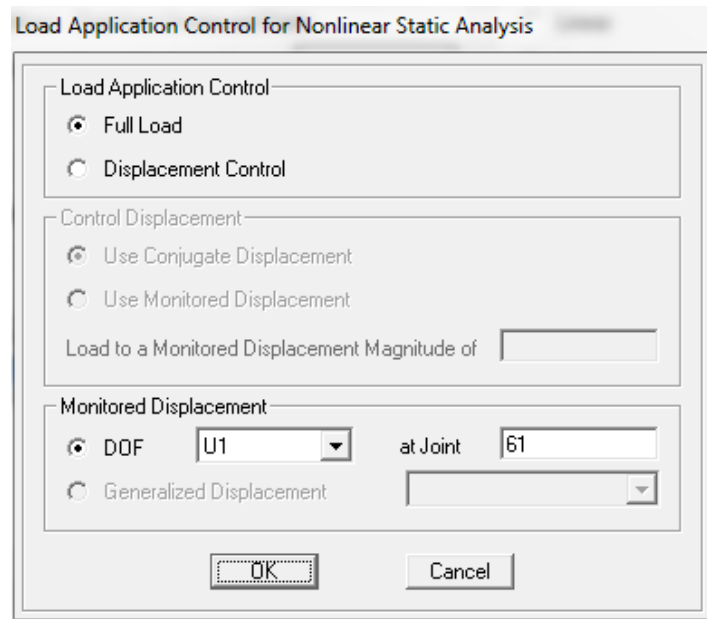 Load Application Control for Nonlinear Static Analysis
Load Application Control
Full Load
Displacement Control
Control Displacement
Use Conjugate Displacement
Use Monitored Displacement
Load to a Monitored Displacement Magnitude of
Monitored Displacement
DOF U1 at Joint 61
Generalized Displacement
OK Cancel